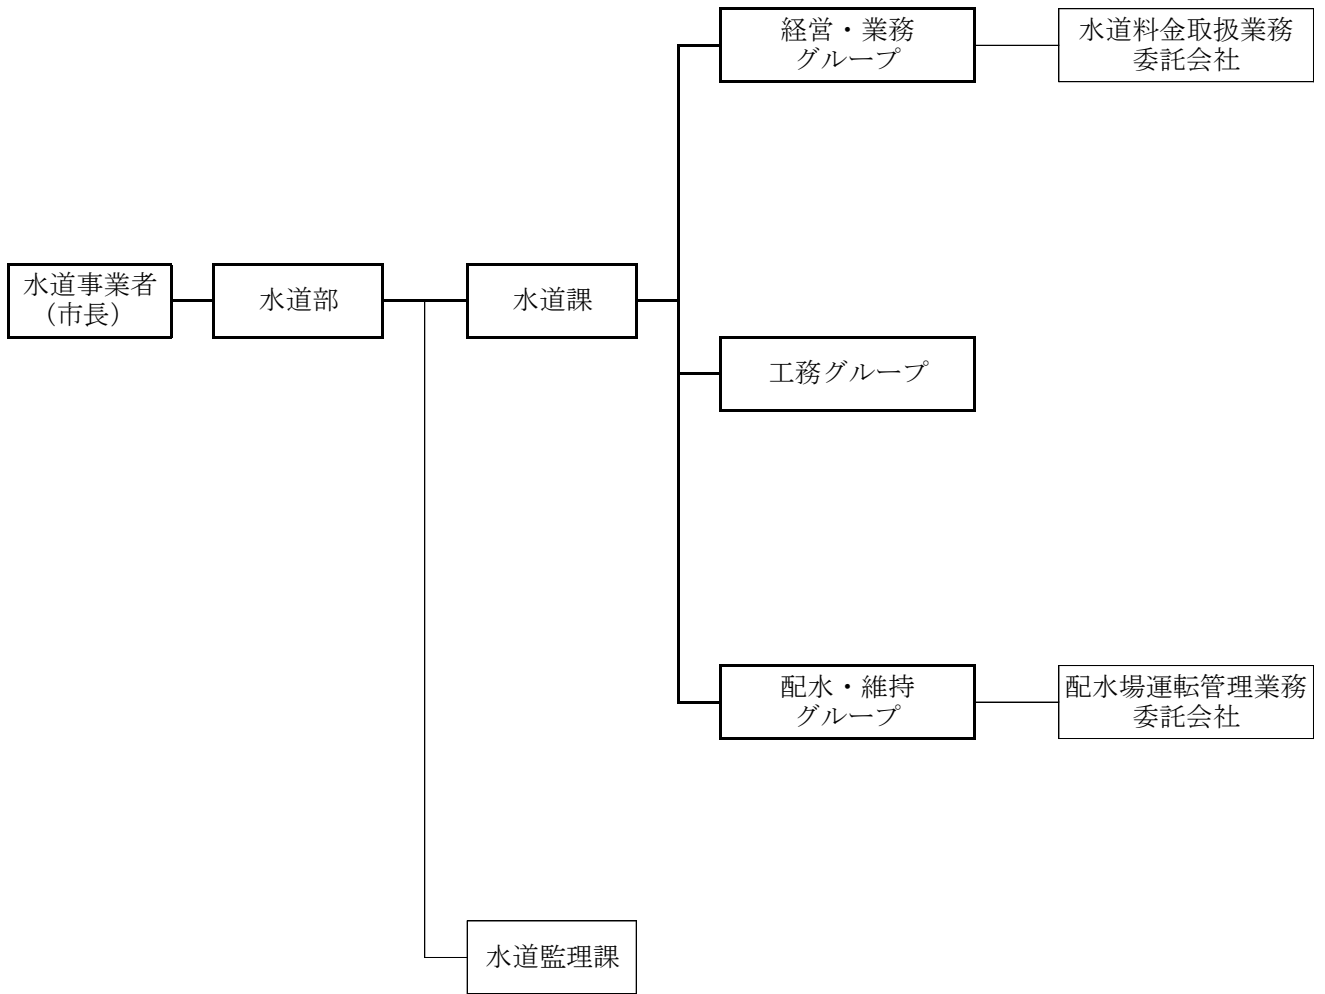 経営・業務
グループ
水道料金取扱業務
委託会社
水道事業者
（市長）
水道部
水道課
工務グループ
配水・維持
グループ
配水場運転管理業務
委託会社
水道監理課